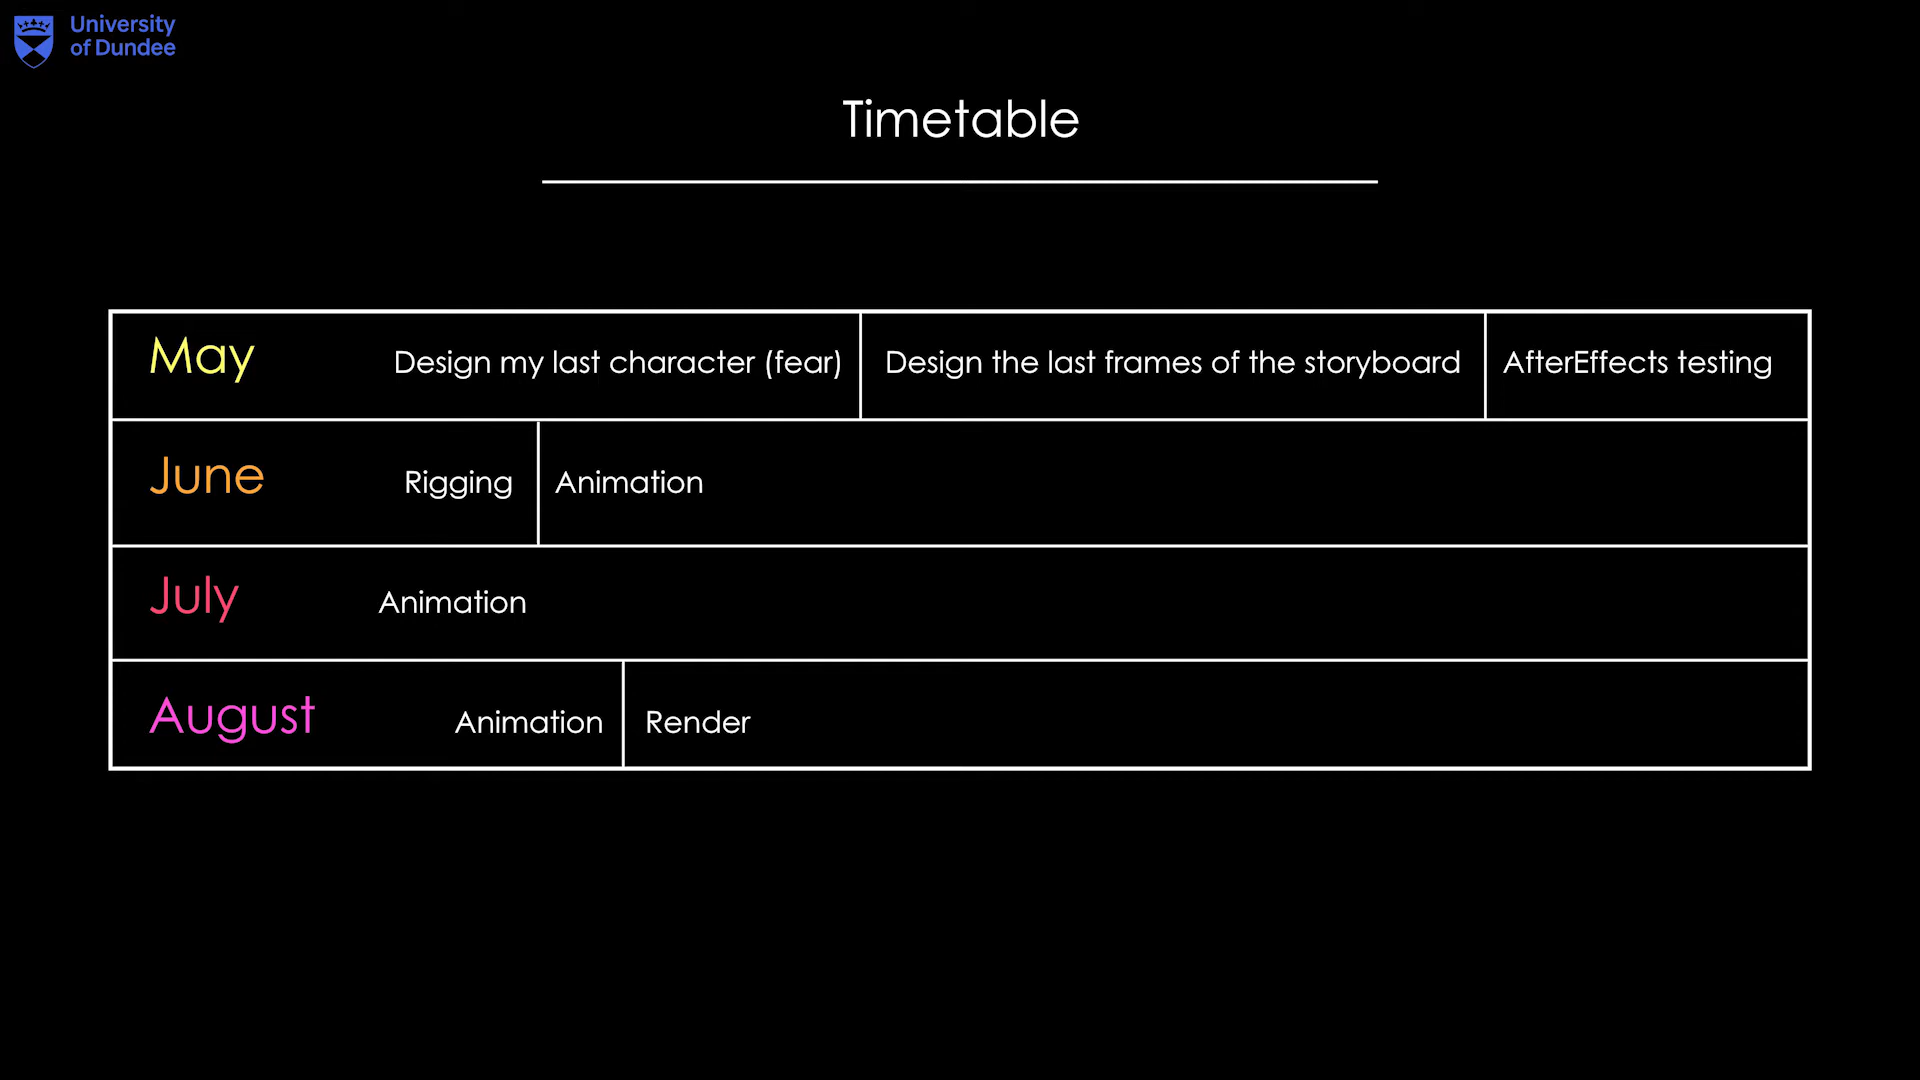 University
of Dundee
Timetable
May Design my last character (fear) Design the last frames of the storyboard AfterEffects testing
June Rigging Animation
July Animation
August Animation Render